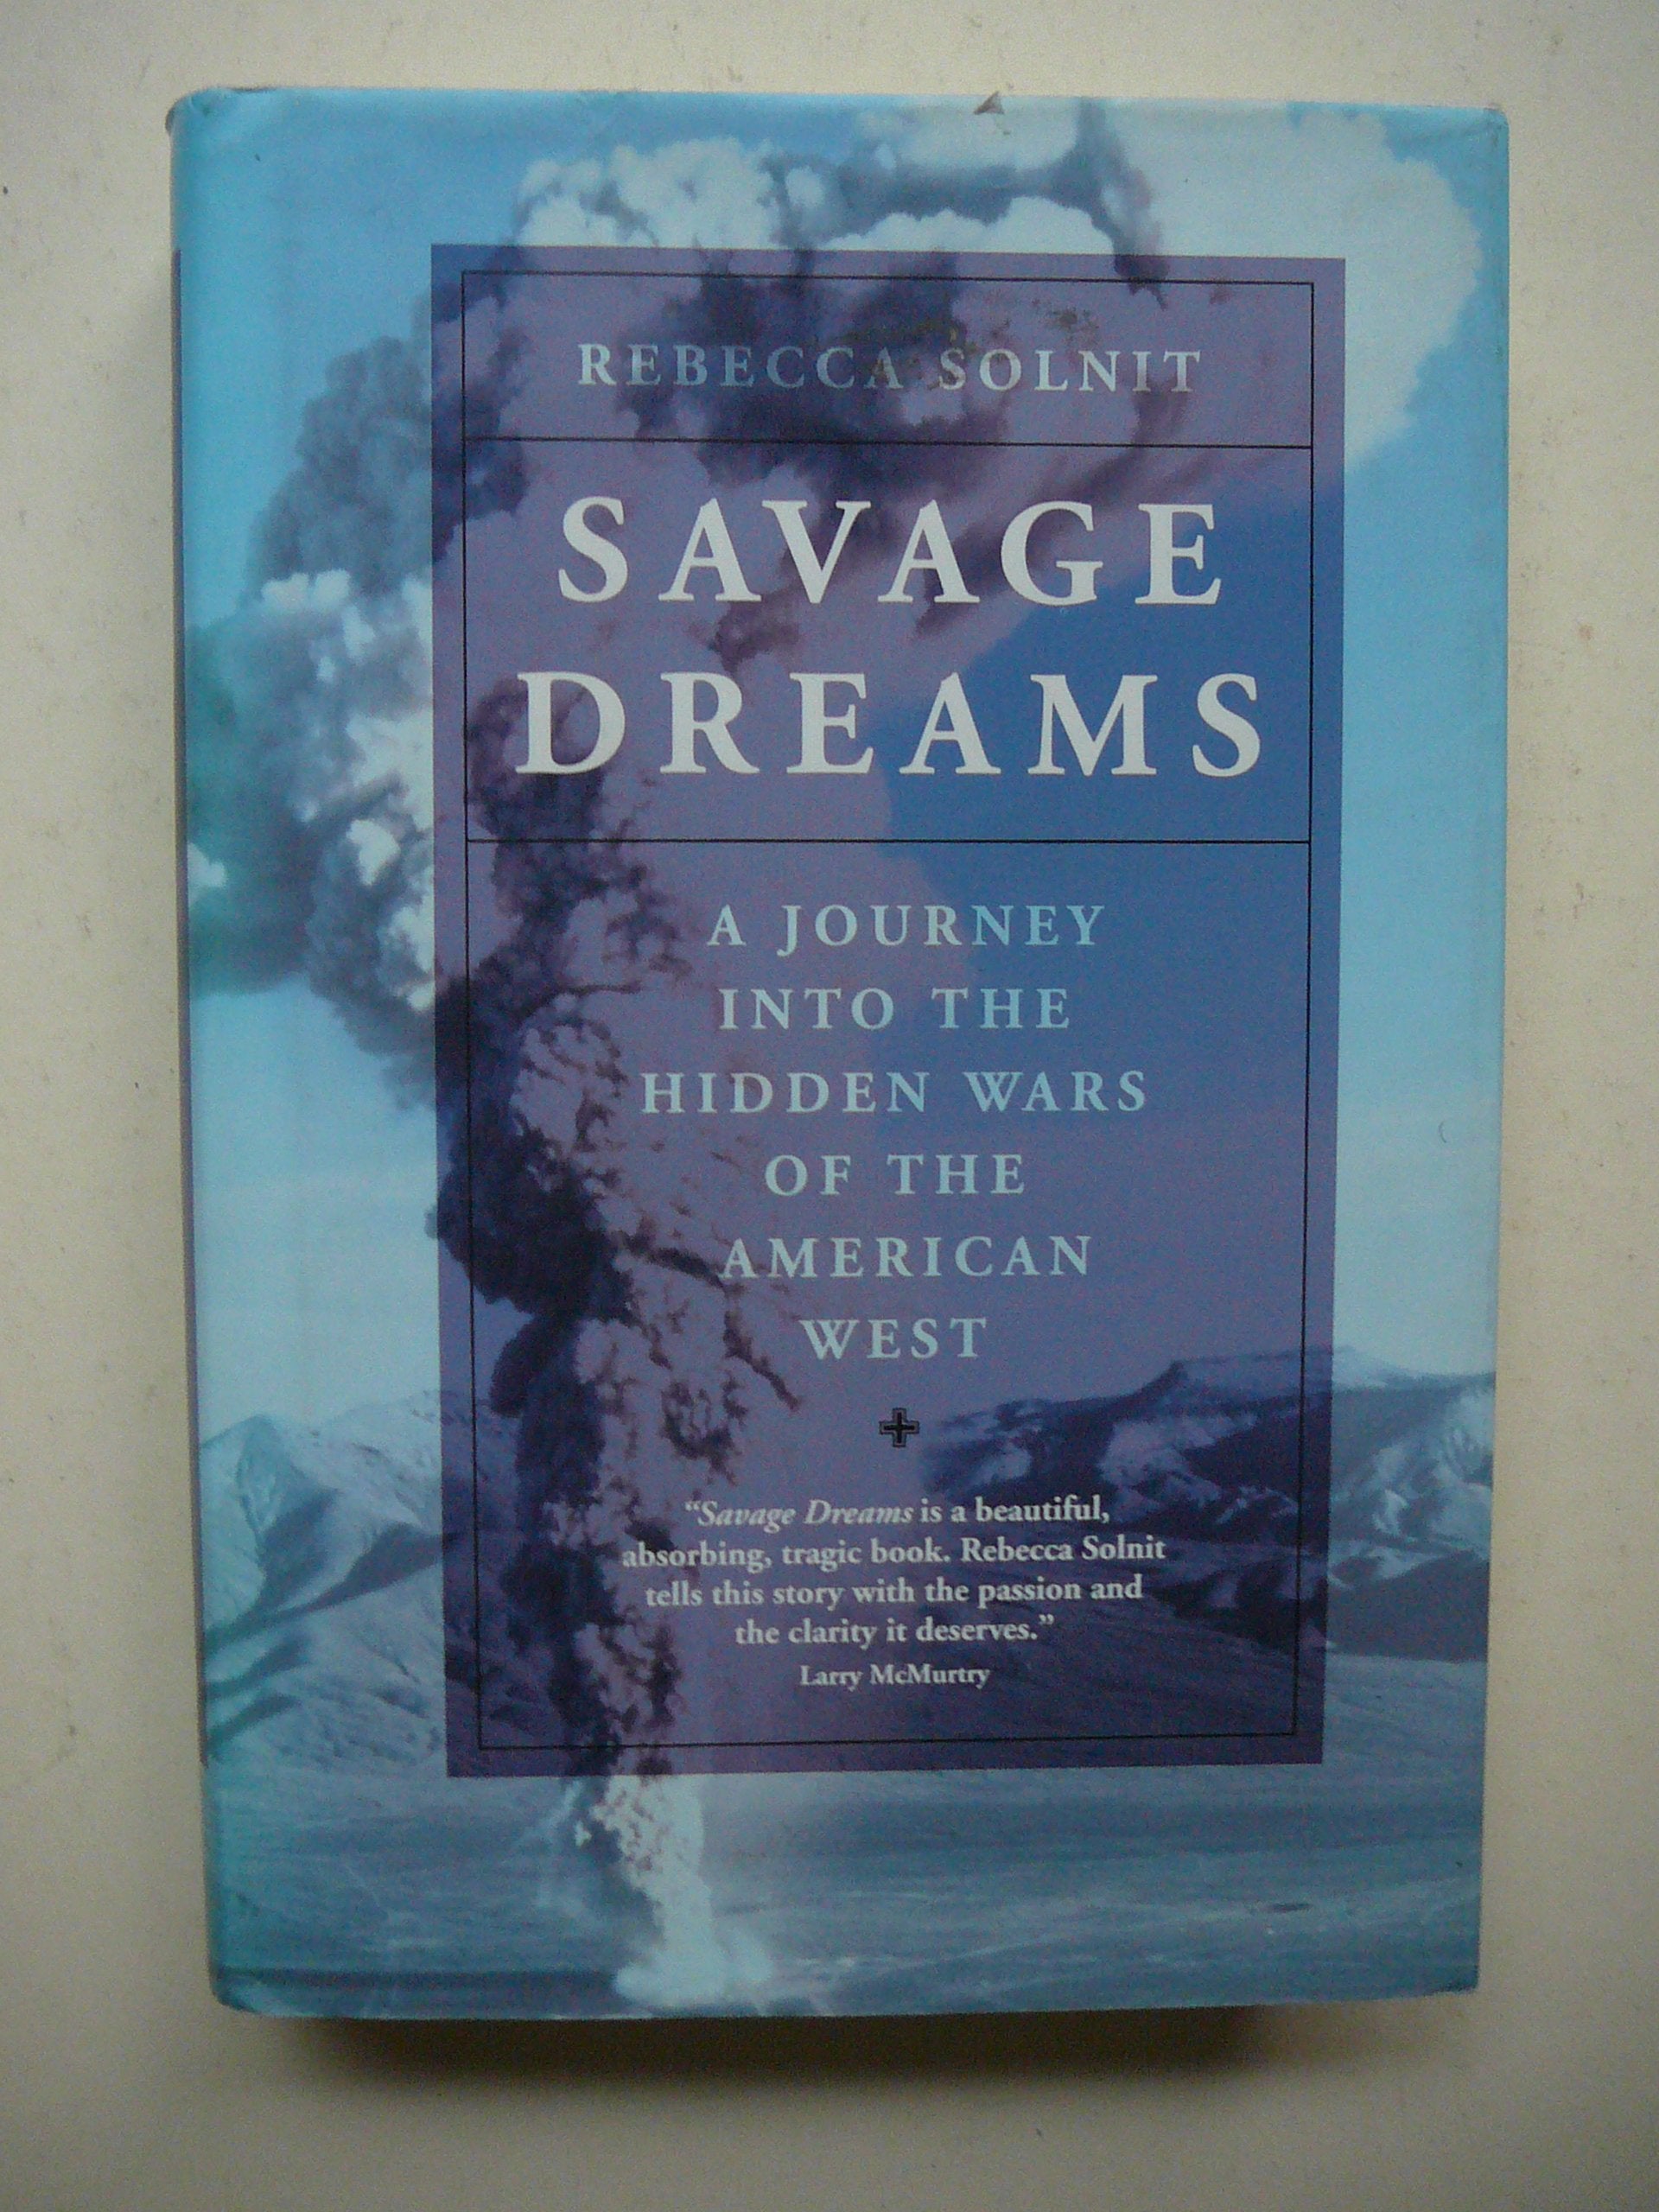 REBECCA SOLNIT
SAVAGE
DREAMS
A JOURNEY
INTO THE
HIDDEN WARS
OF THE
AMERICAN
WEST
“Savage Dreams is a beautiful,
absorbing, tragic book. Rebecca Solnit
tells this story with the passion and
the clarity it deserves.”
Larry McMurtry